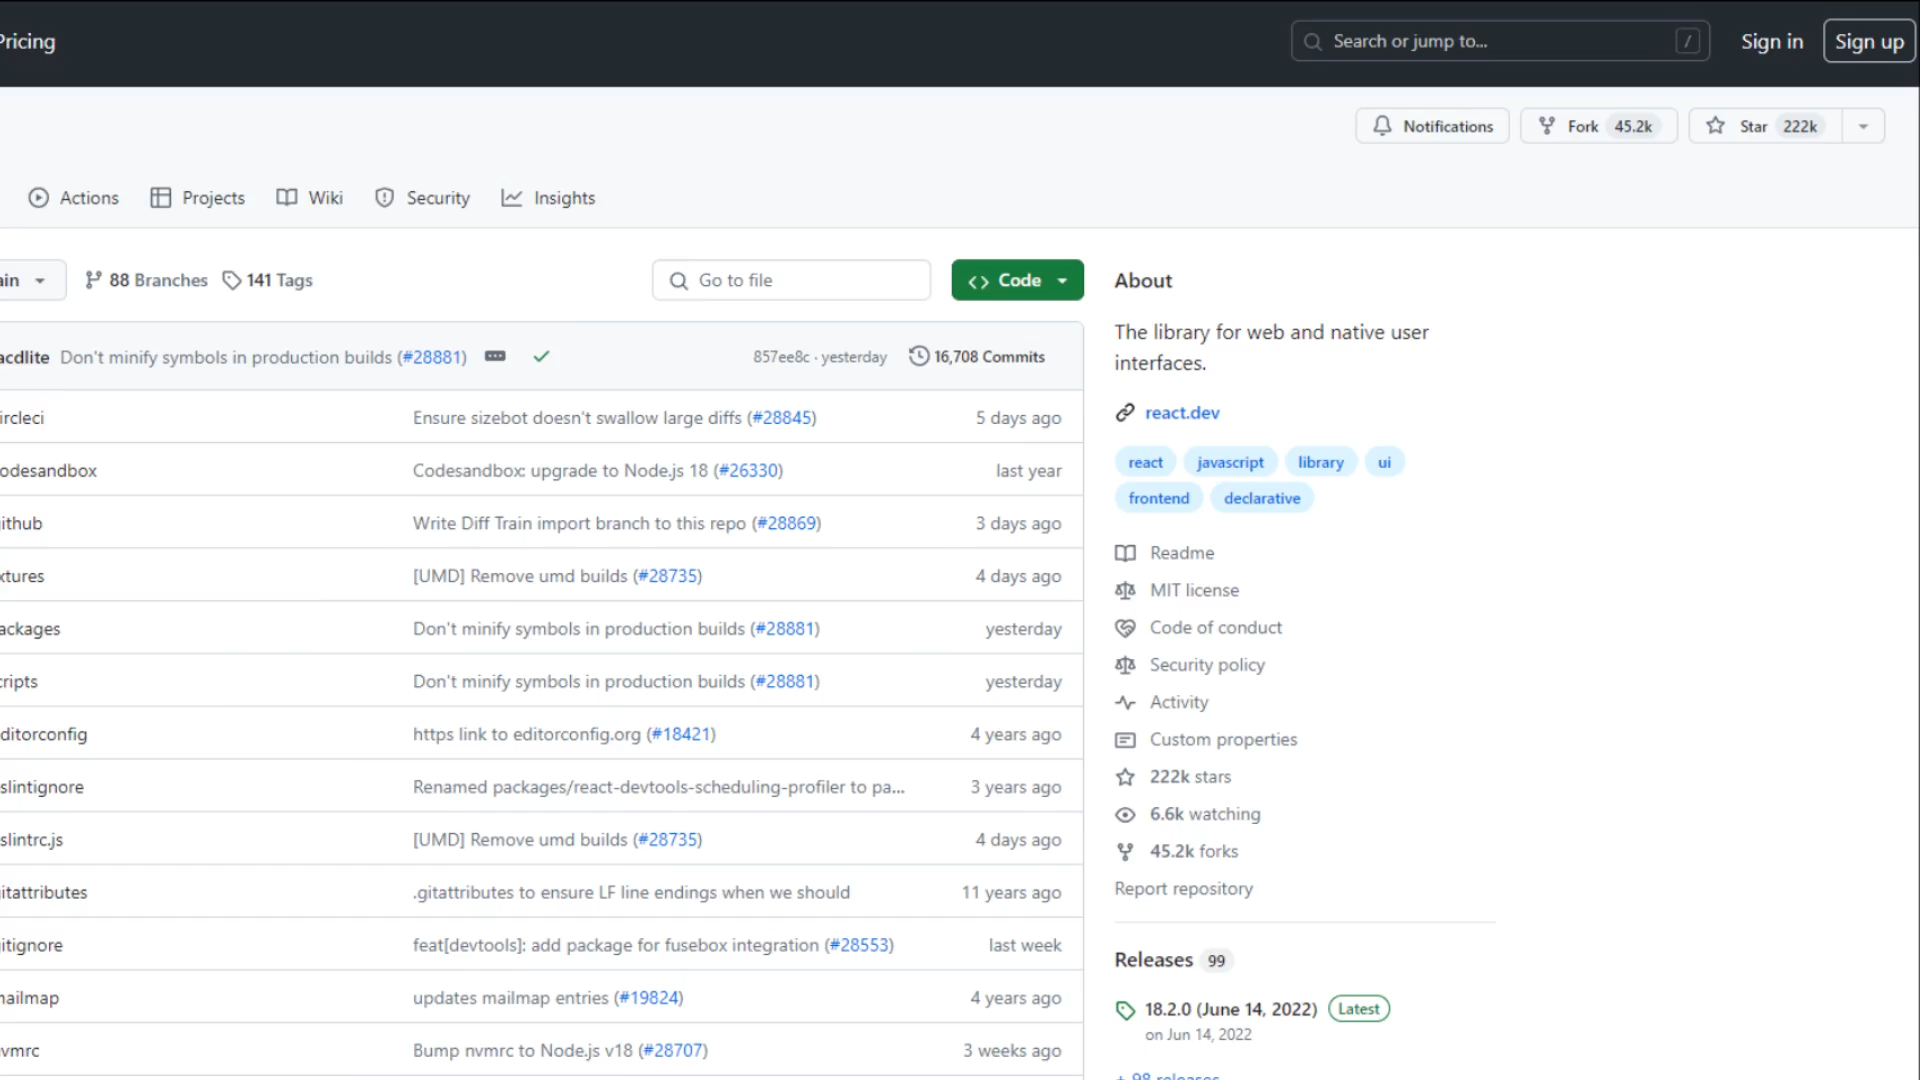 Pricing
Search or jump to...
/
Sign in
Sign up
Notifications
Fork 45.2k
Star 222k
Actions
Projects
Wiki
Security
Insights
ain
88 Branches
141 Tags
Go to file
Code
acdlite Don't minify symbols in production builds (#28881)
857ee8c · yesterday
16,708 Commits
ircleci Ensure sizebot doesn't swallow large diffs (#28845) 5 days ago
odesandbox Codesandbox: upgrade to Node.js 18 (#26330) last year
ithub Write Diff Train import branch to this repo (#28869) 3 days ago
xtures [UMD] Remove umd builds (#28735) 4 days ago
ackages Don't minify symbols in production builds (#28881) yesterday
cripts Don't minify symbols in production builds (#28881) yesterday
ditorconfig https link to editorconfig.org (#18421) 4 years ago
slintignore Renamed packages/react-devtools-scheduling-profiler to pa... 3 years ago
slintrc.js [UMD] Remove umd builds (#28735) 4 days ago
itattributes .gitattributes to ensure LF line endings when we should 11 years ago
itignore feat[devtools]: add package for fusebox integration (#28553) last week
mailmap updates mailmap entries (#19824) 4 years ago
vmrc Bump nvmrc to Node.js v18 (#28707) 3 weeks ago
About
The library for web and native user
interfaces.
react.dev
react javascript library ui
frontend declarative
Readme
MIT license
Code of conduct
Security policy
Activity
Custom properties
222k stars
6.6k watching
45.2k forks
Report repository
Releases 99
18.2.0 (June 14, 2022) Latest
on Jun 14, 2022
+ 98 releases